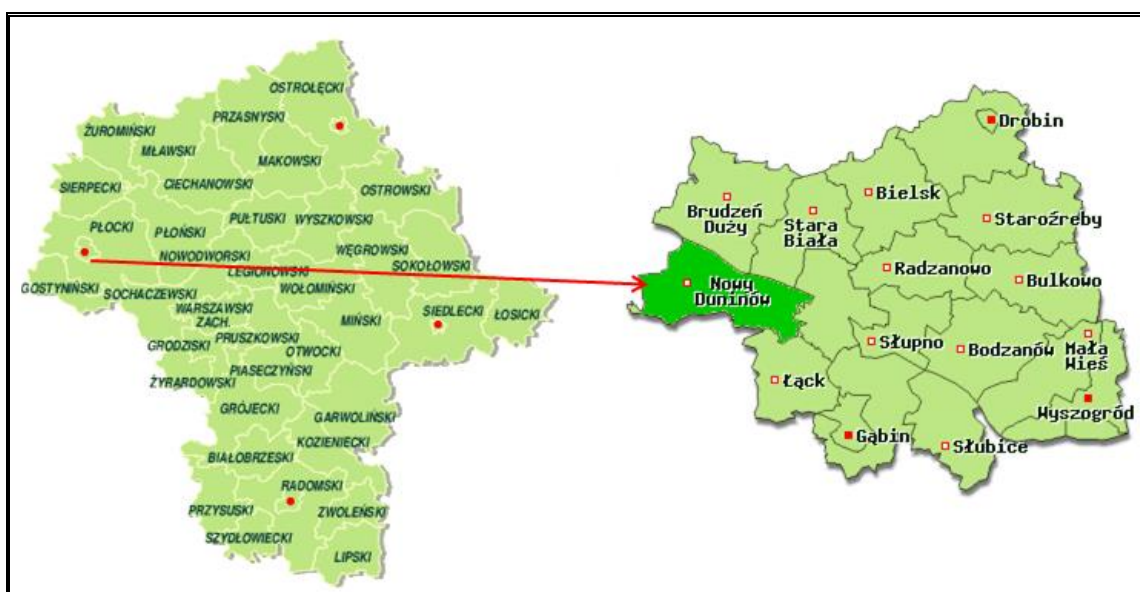 OSTROŁĘCKI
PRZASNYSKI
ŻUROMIŃSKI
MŁAWSKI
MAKOWSKI
SIERPECKI
CIECHANOWSKI
OSTROWSKI
PŁOCKI
PŁOŃSKI
PUŁTUSKI
WYSZKOWSKI
NOWODWORSKI
WĘGROWSKI
LEGIONOWSKI
SOKOŁOWSKI
GOSTYNIŃSKI
SOCHACZEWSKI
WOŁOMIŃSKI
WARSZAWSKI
ZACH.
MIŃSKI
SIEDLECKI
ŁOSICKI
GRODZISKI
PRUSZKOWSKI
OTWOCKI
PIASECZYŃSKI
ŻYRARDOWSKI
GRÓJECKI
GARWOLIŃSKI
KOZIENICKI
BIAŁOBRZESKI
RADOMSKI
PRZYSUSKI
ZWOLEŃSKI
SZYDŁOWIECKI
LIPSKI
Drobin
Brudzeń
Duży
Stara
Biała
Bielsk
Staroźreby
Nowy
Duninów
Radzanowo
Bulkowo
Słupno
Bodzanów
Mała
Wieś
Łąck
Wyszogród
Gąbin
Słubice